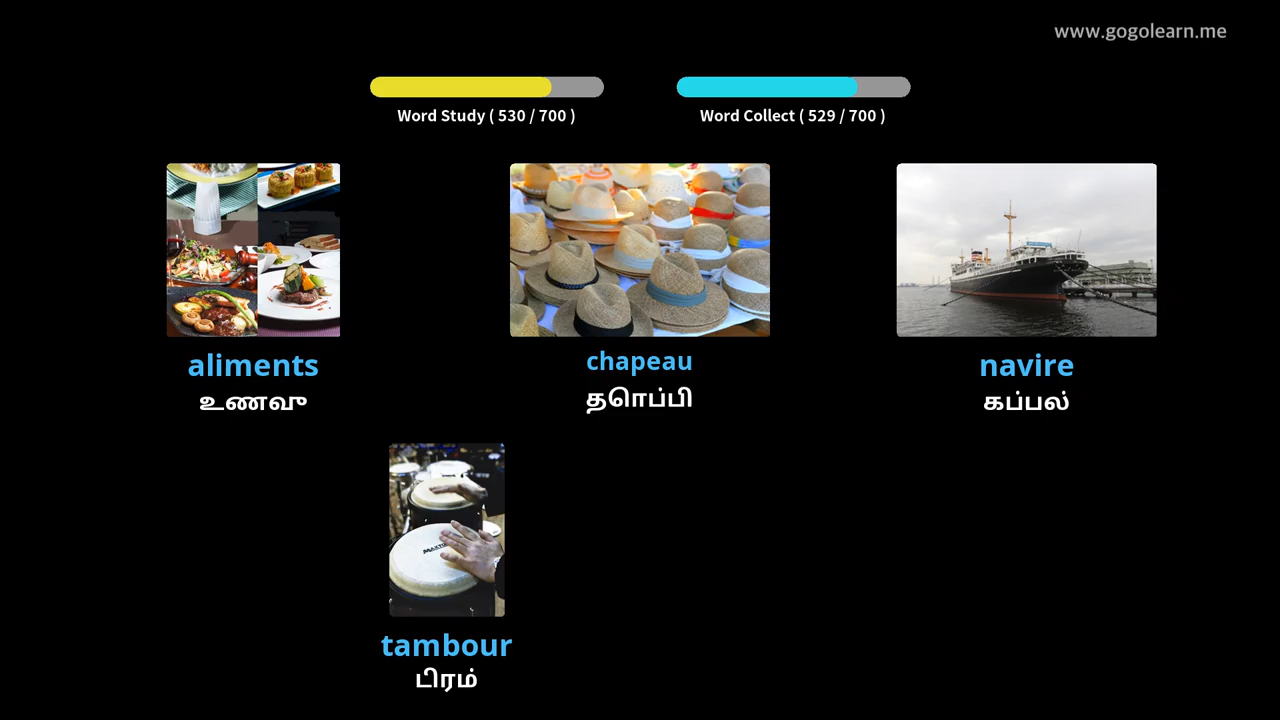 www.gogolearn.me
Word Study ( 530 / 700 )
Word Collect ( 529 / 700 )
aliments
chapeau
navire
உணவு
தாெப்பி
கப்பல்
tambour
டிரம்